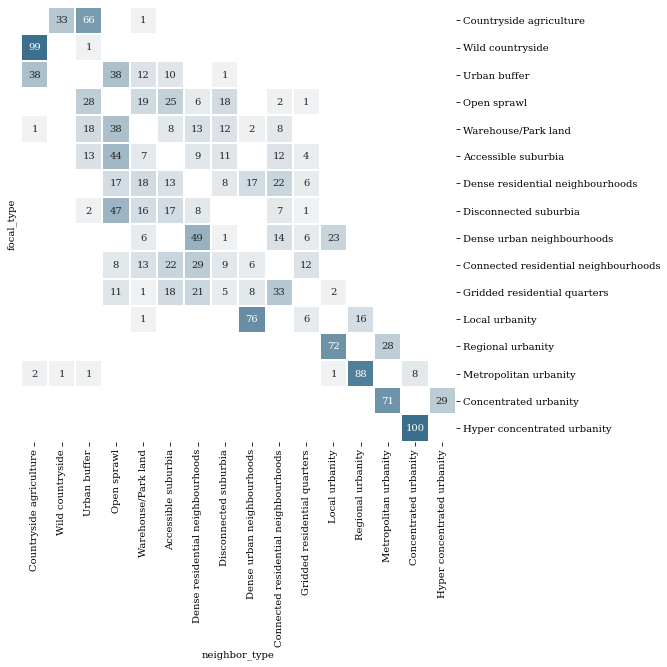 33 66 1 Countryside agriculture
99 1 Wild countryside
38 38 12 10 1 Urban buffer
28 19 25 6 18 2 1 Open sprawl
1 18 38 8 13 12 2 8 Warehouse/Park land
13 44 7 9 11 12 4 Accessible suburbia
17 18 13 8 17 22 6 Dense residential neighbourhoods
2 47 16 17 8 7 1 Disconnected suburbia
focal_type
6 49 1 14 6 23 Dense urban neighbourhoods
8 13 22 29 9 6 12 Connected residential neighbourhoods
11 1 18 21 5 8 33 2 Gridded residential quarters
1 76 6 16 Local urbanity
72 28 Regional urbanity
2 1 1 1 88 8 Metropolitan urbanity
71 29 Concentrated urbanity
100 Hyper concentrated urbanity
Countryside agriculture
Wild countryside
Urban buffer
Open sprawl
Warehouse/Park land
Accessible suburbia
Dense residential neighbourhoods
Disconnected suburbia
Dense urban neighbourhoods
Connected residential neighbourhoods
Gridded residential quarters
Local urbanity
Regional urbanity
Metropolitan urbanity
Concentrated urbanity
Hyper concentrated urbanity
neighbor_type